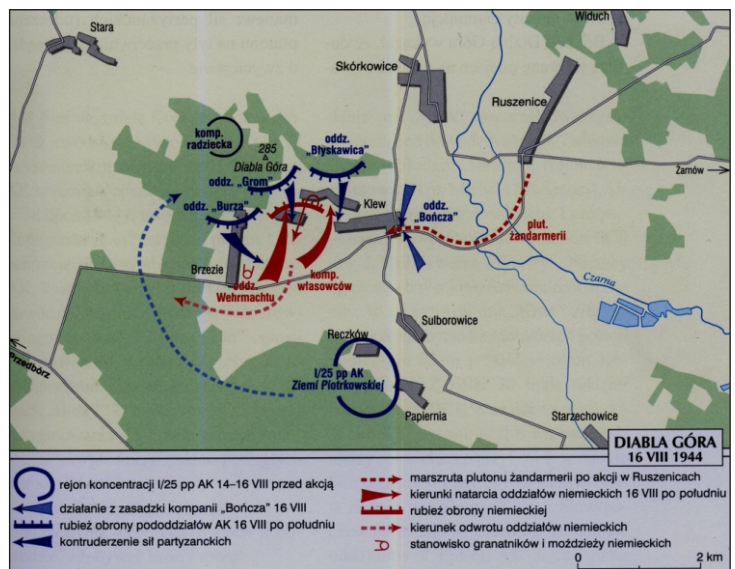 Stara
Widuch
Skórkowice
Ruszenice
komp.
radziecka
285
Diabla Góra
oddz.
„Błyskawica"
oddz. „Grom"
Żarnów
oddz. „Burza"
Klew
oddz.
„Bończa"
plut.
żandarmerii
Brzezie
oddz.
Wehrmachtu
komp.
własowców
Czarna
Sulborowice
Przedbórz
Reczków
I/25 pp AK
Ziemi Piotrkowskiej
Papiernia
Starzechowice
DIABLA GÓRA
16 VIII 1944
rejon koncentracji I/25 pp AK 14–16 VIII przed akcją
działanie z zasadzki kompanii „Bończa" 16 VIII
rubież obrony pododdziałów AK 16 VIII po południu
kontruderzenie sił partyzanckich
marszruta plutonu żandarmerii po akcji w Ruszenicach
kierunki natarcia oddziałów niemieckich 16 VIII po południu
rubież obrony niemieckiej
kierunek odwrotu oddziałów niemieckich
stanowisko granatników i moździeży niemieckich
0 2 km